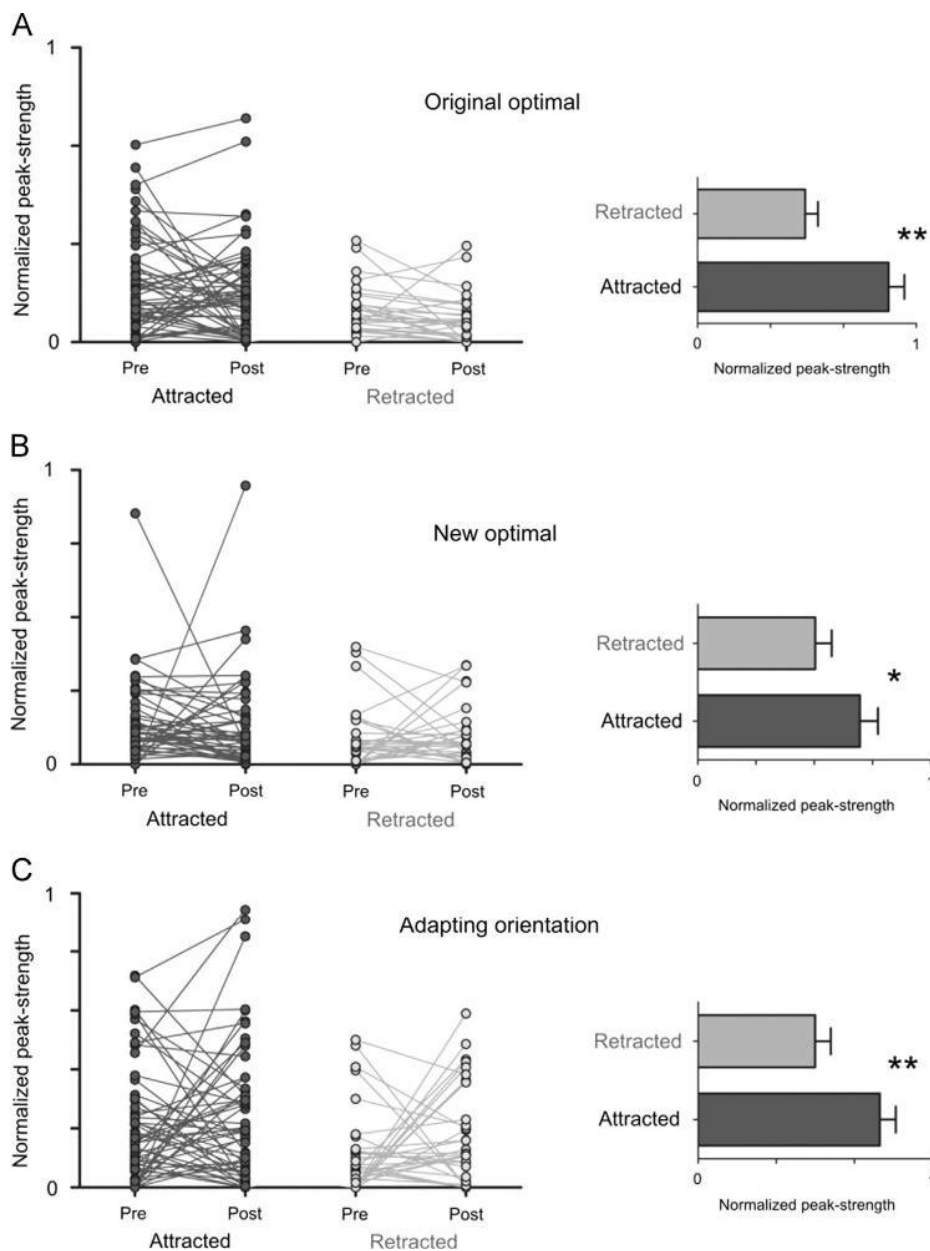 A
1
Normalized peak-strength
0
Pre
Post
Pre
Post
Attracted
Retracted
Original optimal
Retracted
Attracted
**
0
1
Normalized peak-strength
B
1
Normalized peak-strength
0
Pre
Post
Pre
Post
Attracted
Retracted
New optimal
Retracted
Attracted
*
0
1
Normalized peak-strength
C
1
Normalized peak-strength
0
Pre
Post
Pre
Post
Attracted
Retracted
Adapting orientation
Retracted
Attracted
**
0
1
Normalized peak-strength